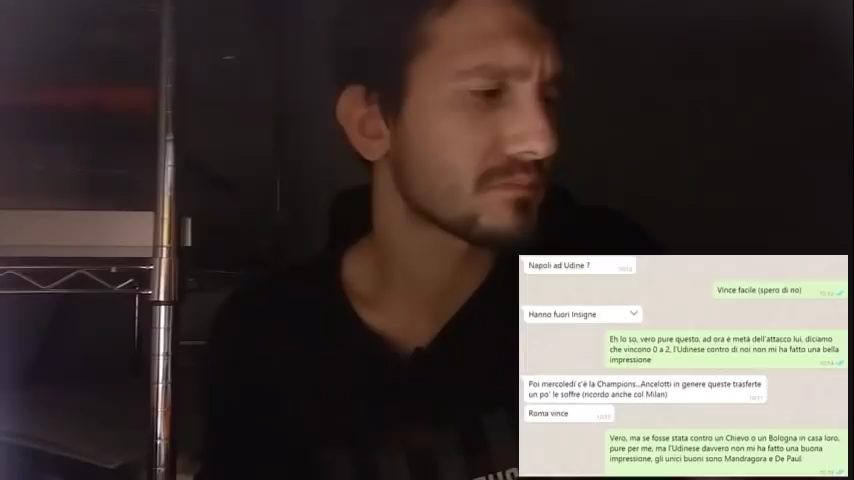 Napoli ad Udine ?
Vince facile (spero di no)
Hanno fuori Insigne
Eh lo so, vero pure questo, ad ora è metà dell'attacco lui, diciamo
che vincono 0 a 2, l'Udinese contro di noi non mi ha fatto una bella
impressione
Poi mercoledì c'è la Champions...Ancelotti in genere queste trasferte
un po' le soffre (ricordo anche col Milan)
Roma vince
Vero, ma se fosse stata contro un Chievo o un Bologna in casa loro,
pure per me, ma l'Udinese davvero non mi ha fatto una buona
impressione, gli unici buoni sono Mandragora e De Paul